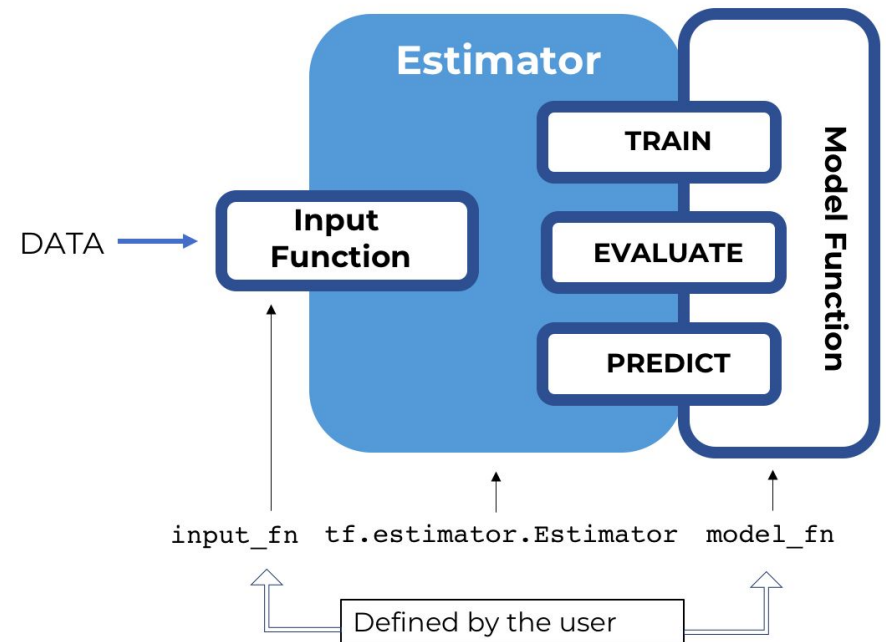 Estimator
TRAIN
Model Function
Input
Function
DATA
EVALUATE
PREDICT
input_fn tf.estimator.Estimator model_fn
Defined by the user